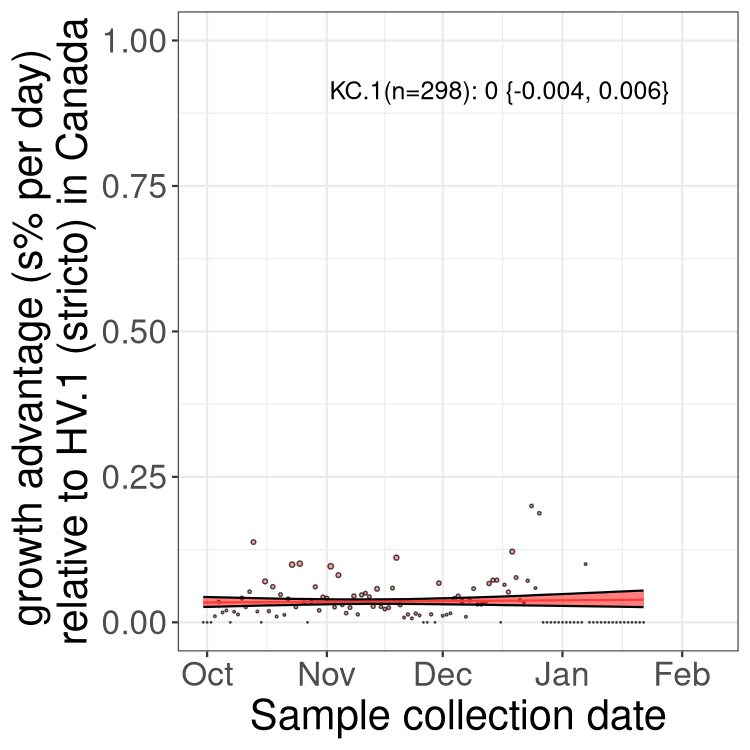 growth advantage (s% per day)
relative to HV.1 (stricto) in Canada
1.00
0.75
0.50
0.25
0.00
KC.1(n=298): 0 {-0.004, 0.006}
Oct Nov Dec Jan Feb
Sample collection date